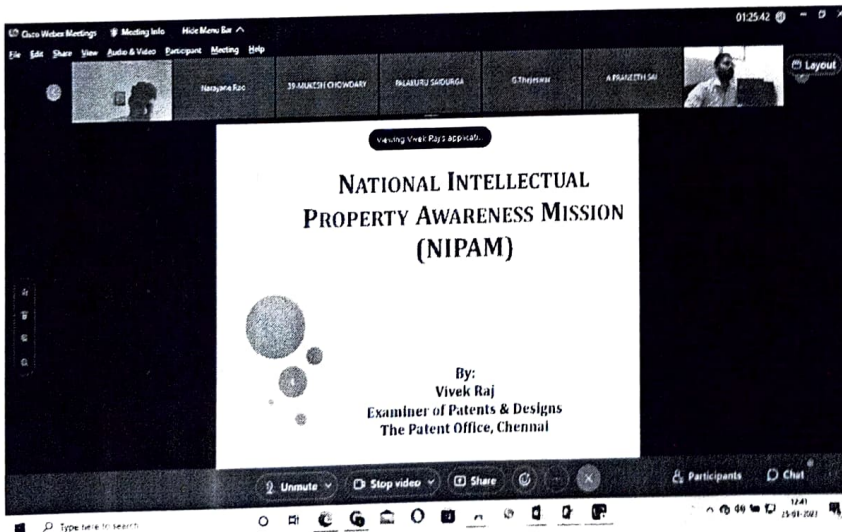 01:25:42
Cisco Webex Meetings Meeting Info Hide Menu Bar
File Edit Share View Audio & Video Participant Meeting Help
Layout
Narayana Rao
39-MUKESH CHOWDARY
PALAKURU SAIDURGA
G.Thejeswar
A PRANEETH SAI
Viewing Vivek Raj's applicati...
NATIONAL INTELLECTUAL
PROPERTY AWARENESS MISSION
(NIPAM)
By:
Vivek Raj
Examiner of Patents & Designs
The Patent Office, Chennai
Unmute Stop video Share
Participants Chat
Type here to search
12:41